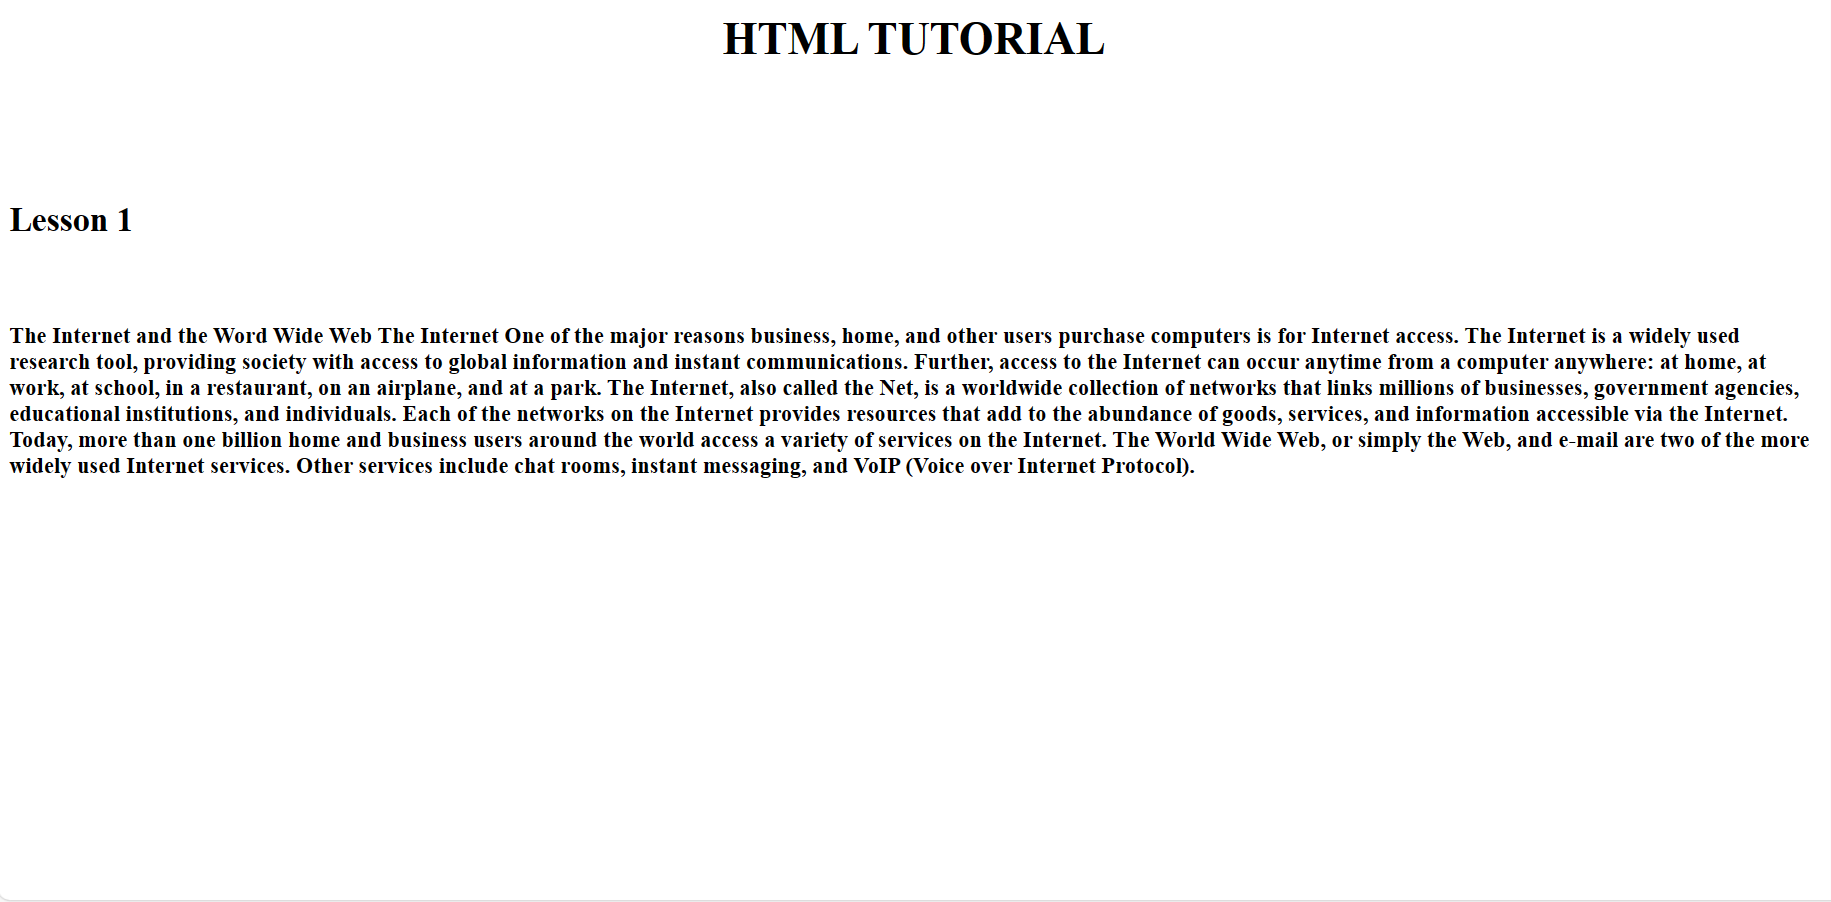 HTML TUTORIAL
Lesson 1
The Internet and the Word Wide Web The Internet One of the major reasons business, home, and other users purchase computers is for Internet access. The Internet is a widely used
research tool, providing society with access to global information and instant communications. Further, access to the Internet can occur anytime from a computer anywhere: at home, at
work, at school, in a restaurant, on an airplane, and at a park. The Internet, also called the Net, is a worldwide collection of networks that links millions of businesses, government agencies,
educational institutions, and individuals. Each of the networks on the Internet provides resources that add to the abundance of goods, services, and information accessible via the Internet.
Today, more than one billion home and business users around the world access a variety of services on the Internet. The World Wide Web, or simply the Web, and e-mail are two of the more
widely used Internet services. Other services include chat rooms, instant messaging, and VoIP (Voice over Internet Protocol).